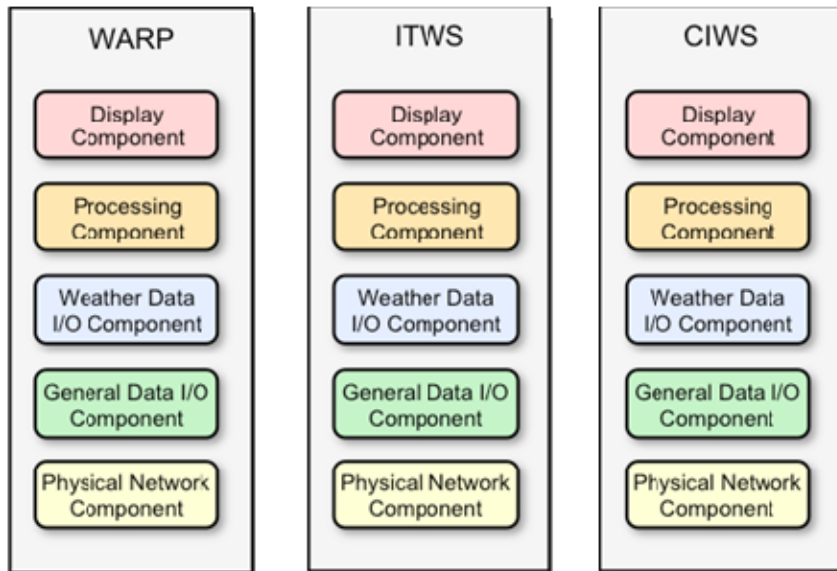 WARP
Display
Component
Processing
Component
Weather Data
I/O Component
General Data I/O
Component
Physical Network
Component
ITWS
Display
Component
Processing
Component
Weather Data
I/O Component
General Data I/O
Component
Physical Network
Component
CIWS
Display
Component
Processing
Component
Weather Data
I/O Component
General Data I/O
Component
Physical Network
Component